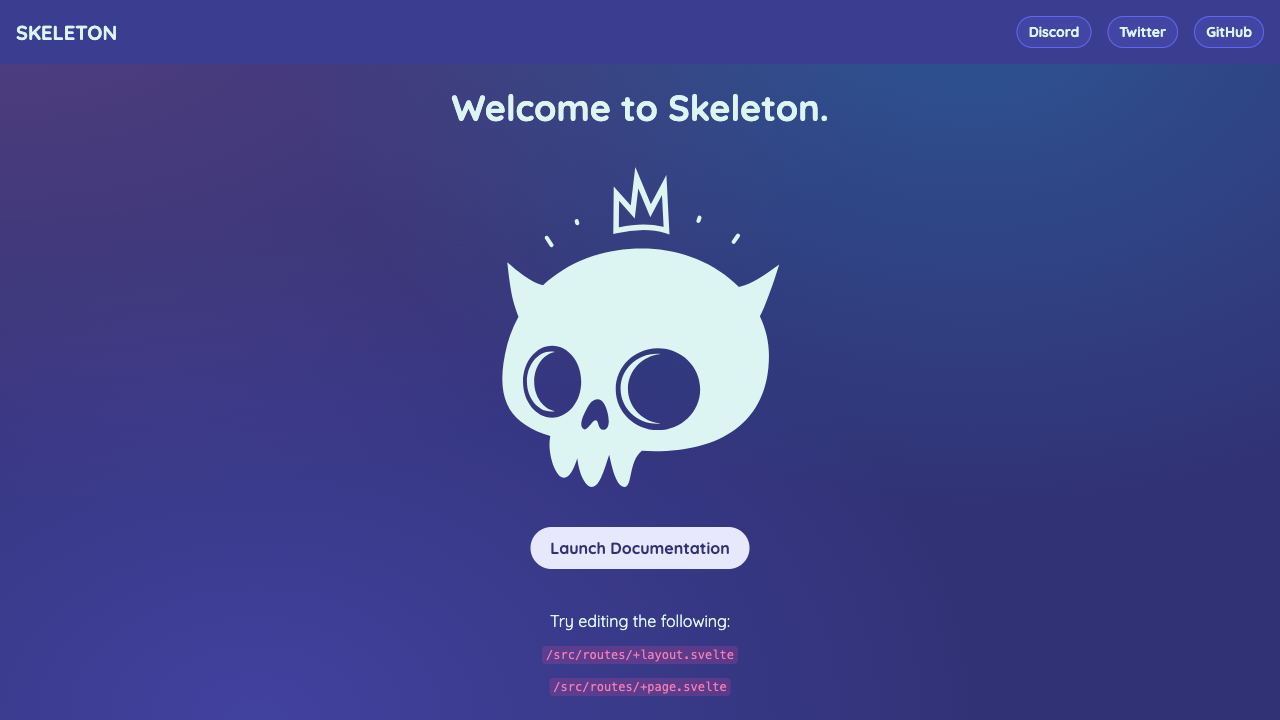 SKELETON
Discord
Twitter
GitHub
Welcome to Skeleton.
Launch Documentation
Try editing the following:
/src/routes/+layout.svelte
/src/routes/+page.svelte